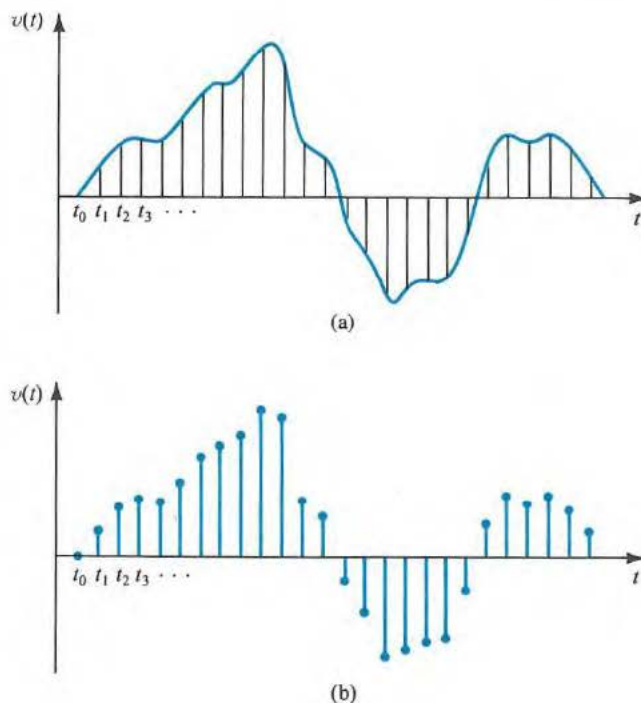 v(t)
t₀ t₁ t₂ t₃ · · ·
t
(a)
v(t)
t₀ t₁ t₂ t₃ · · ·
t
(b)